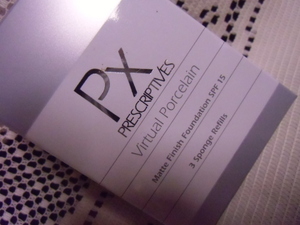 PX
PRESCRIPTIVES
Virtual Porcelain
Matte Finish Foundation SPF 15
3 Sponge Refills